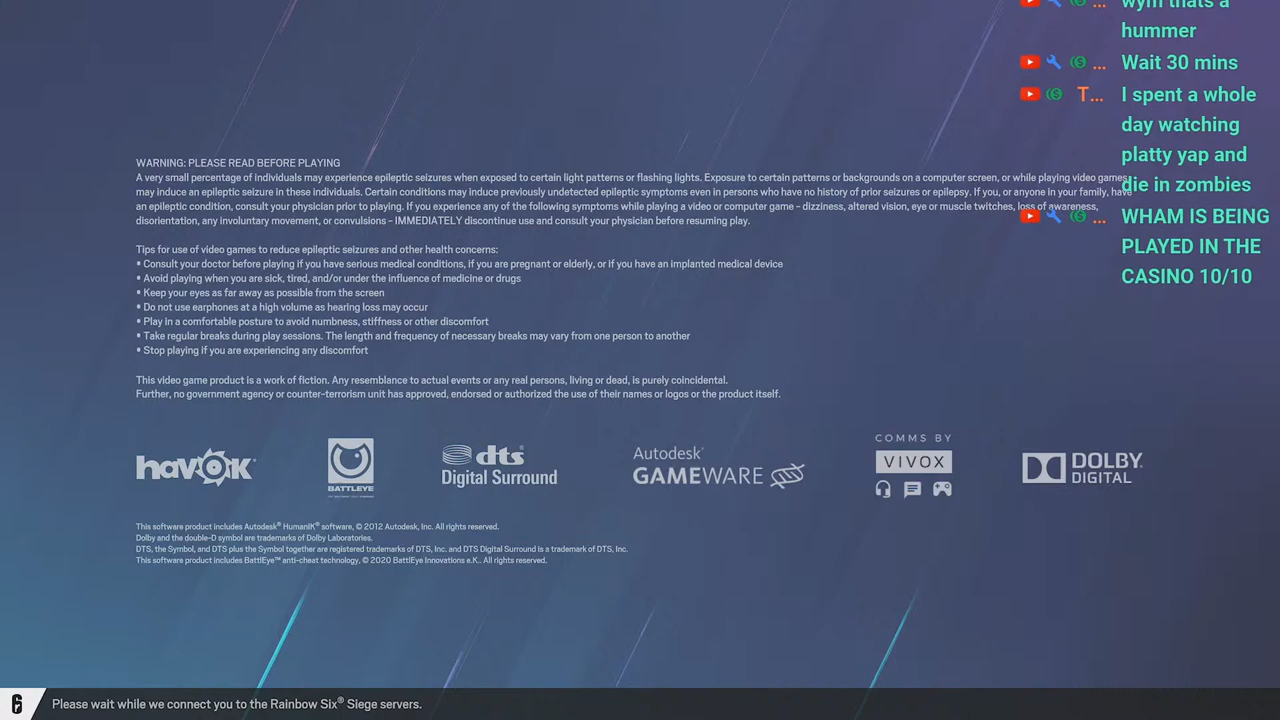 wym thats a
hummer
... Wait 30 mins
T... I spent a whole
day watching
platty yap and
die in zombies
... WHAM IS BEING
PLAYED IN THE
CASINO 10/10
WARNING: PLEASE READ BEFORE PLAYING
A very small percentage of individuals may experience epileptic seizures when exposed to certain light patterns or flashing lights. Exposure to certain patterns or backgrounds on a computer screen, or while playing video games,
may induce an epileptic seizure in these individuals. Certain conditions may induce previously undetected epileptic symptoms even in persons who have no history of prior seizures or epilepsy. If you, or anyone in your family, have
an epileptic condition, consult your physician prior to playing. If you experience any of the following symptoms while playing a video or computer game - dizziness, altered vision, eye or muscle twitches, loss of awareness,
disorientation, any involuntary movement, or convulsions - IMMEDIATELY discontinue use and consult your physician before resuming play.
Tips for use of video games to reduce epileptic seizures and other health concerns:
• Consult your doctor before playing if you have serious medical conditions, if you are pregnant or elderly, or if you have an implanted medical device
• Avoid playing when you are sick, tired, and/or under the influence of medicine or drugs
• Keep your eyes as far away as possible from the screen
• Do not use earphones at a high volume as hearing loss may occur
• Play in a comfortable posture to avoid numbness, stiffness or other discomfort
• Take regular breaks during play sessions. The length and frequency of necessary breaks may vary from one person to another
• Stop playing if you are experiencing any discomfort
This video game product is a work of fiction. Any resemblance to actual events or any real persons, living or dead, is purely coincidental.
Further, no government agency or counter-terrorism unit has approved, endorsed or authorized the use of their names or logos or the product itself.
havok
BATTLEYE
dts
Digital Surround
Autodesk®
GAMEWARE
COMMS BY
VIVOX
DOLBY
DIGITAL
This software product includes Autodesk® HumanIK® software, © 2012 Autodesk, Inc. All rights reserved.
Dolby and the double-D symbol are trademarks of Dolby Laboratories.
DTS, the Symbol, and DTS plus the Symbol together are registered trademarks of DTS, Inc. and DTS Digital Surround is a trademark of DTS, Inc.
This software product includes BattlEye™ anti-cheat technology, © 2020 BattlEye Innovations e.K.. All rights reserved.
6 Please wait while we connect you to the Rainbow Six® Siege servers.